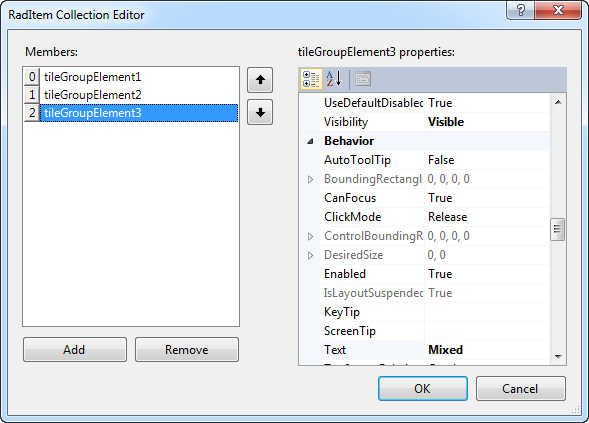 RadItem Collection Editor
Members:
0 tileGroupElement1
1 tileGroupElement2
2 tileGroupElement3
Add
Remove
tileGroupElement3 properties:
UseDefaultDisabled True
Visibility Visible
Behavior
AutoToolTip False
BoundingRectangl 0, 0, 0, 0
CanFocus True
ClickMode Release
ControlBoundingR 0, 0, 0, 0
DesiredSize 0, 0
Enabled True
IsLayoutSuspended True
KeyTip
ScreenTip
Text Mixed
OK
Cancel